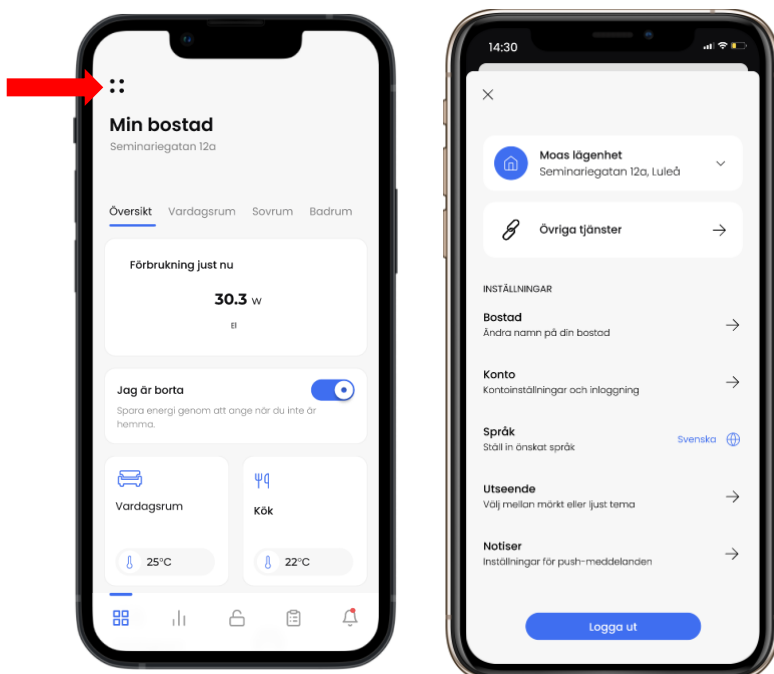 Min bostad
Seminariegatan 12a
Översikt Vardagsrum Sovrum Badrum
Förbrukning just nu
30.3 W
El
Jag är borta
Spara energi genom att ange när du inte är
hemma.
Vardagsrum
Kök
25°C
22°C
14:30
Moas lägenhet
Seminariegatan 12a, Luleå
Övriga tjänster
INSTÄLLNINGAR
Bostad
Ändra namn på din bostad
Konto
Kontoinställningar och inloggning
Språk
Ställ in önskat språk
Svenska
Utseende
Välj mellan mörkt eller ljust tema
Notiser
Inställningar för push-meddelanden
Logga ut